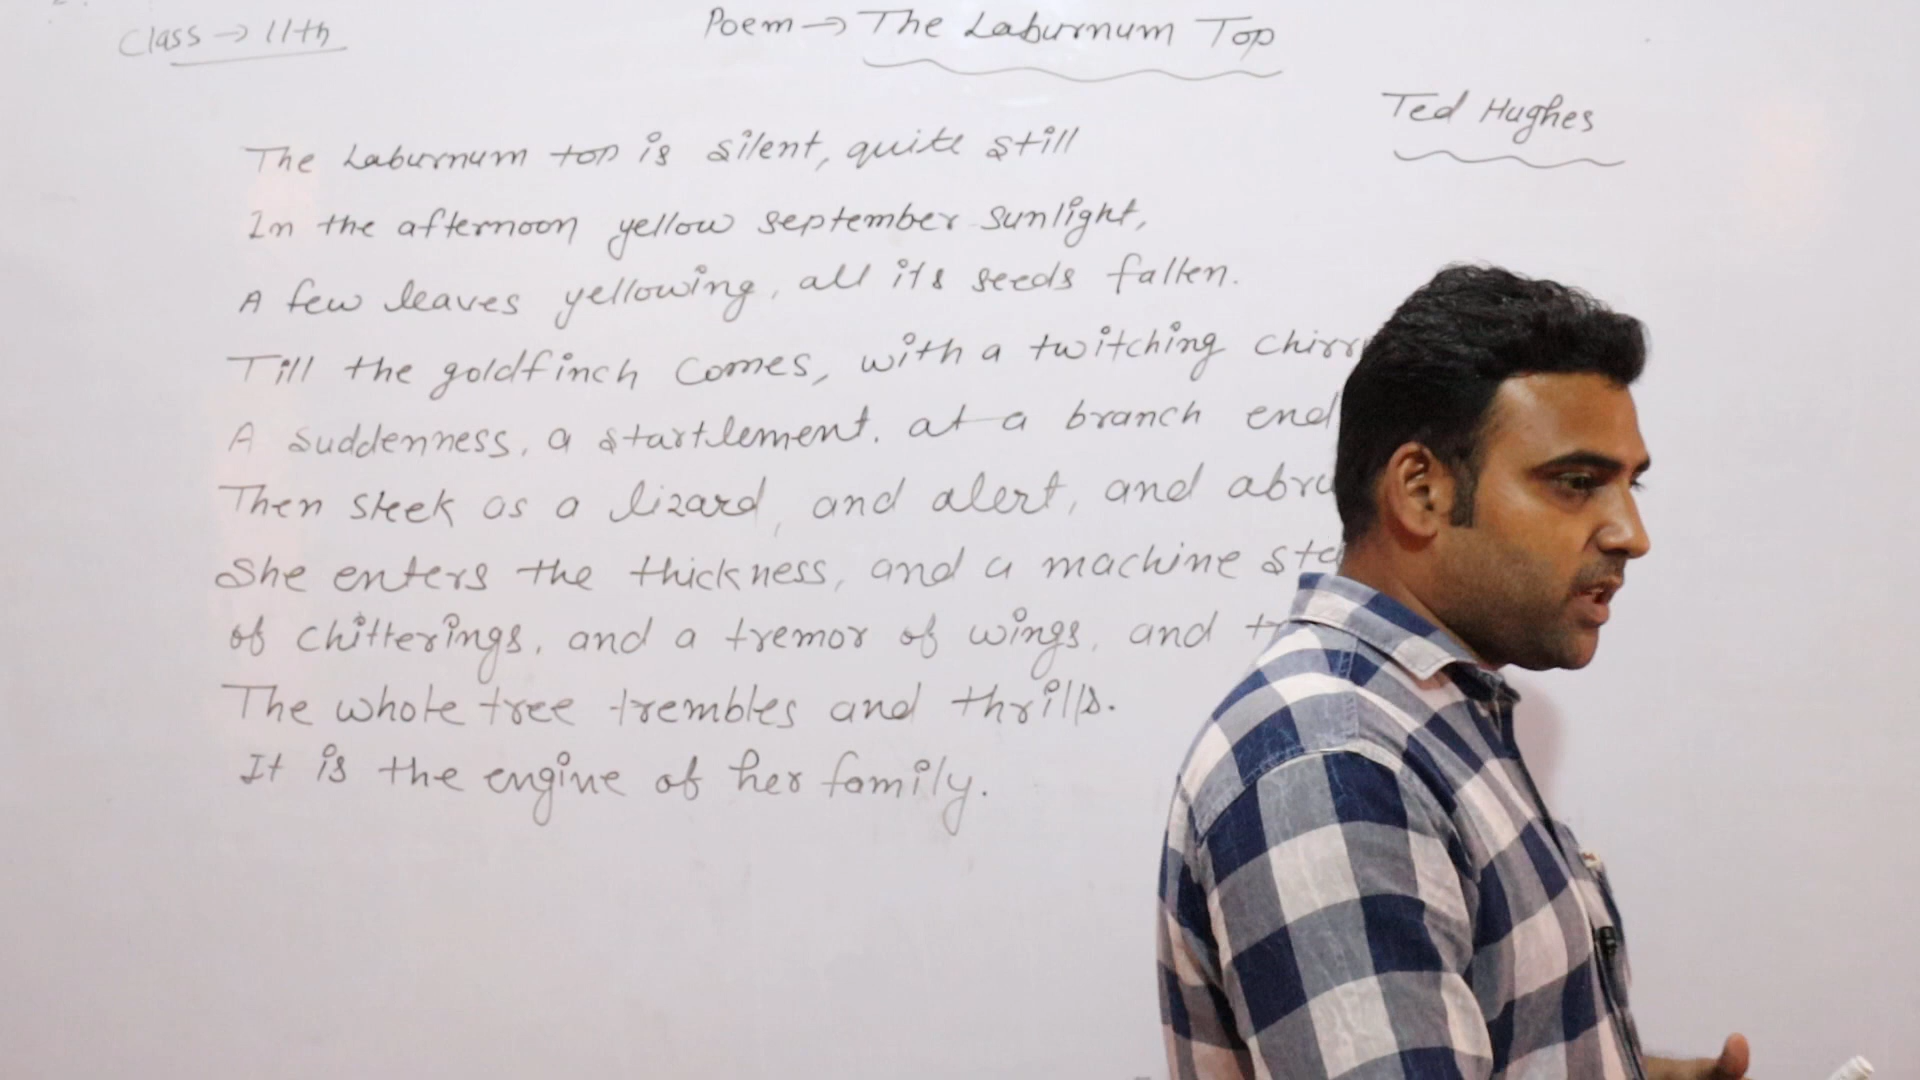 Class → 11th
Poem → The Laburnum Top
Ted Hughes
The Laburnum top is silent, quite still
In the afternoon yellow september sunlight,
A few leaves yellowing, all its seeds fallen.
Till the goldfinch comes, with a twitching
A suddenness, a startlement, at a branch end
Then sleek as a lizard, and alert, and
She enters the thickness, and a machine
of chitterings, and a tremor of wings, and
The whole tree trembles and thrills.
It is the engine of her family.